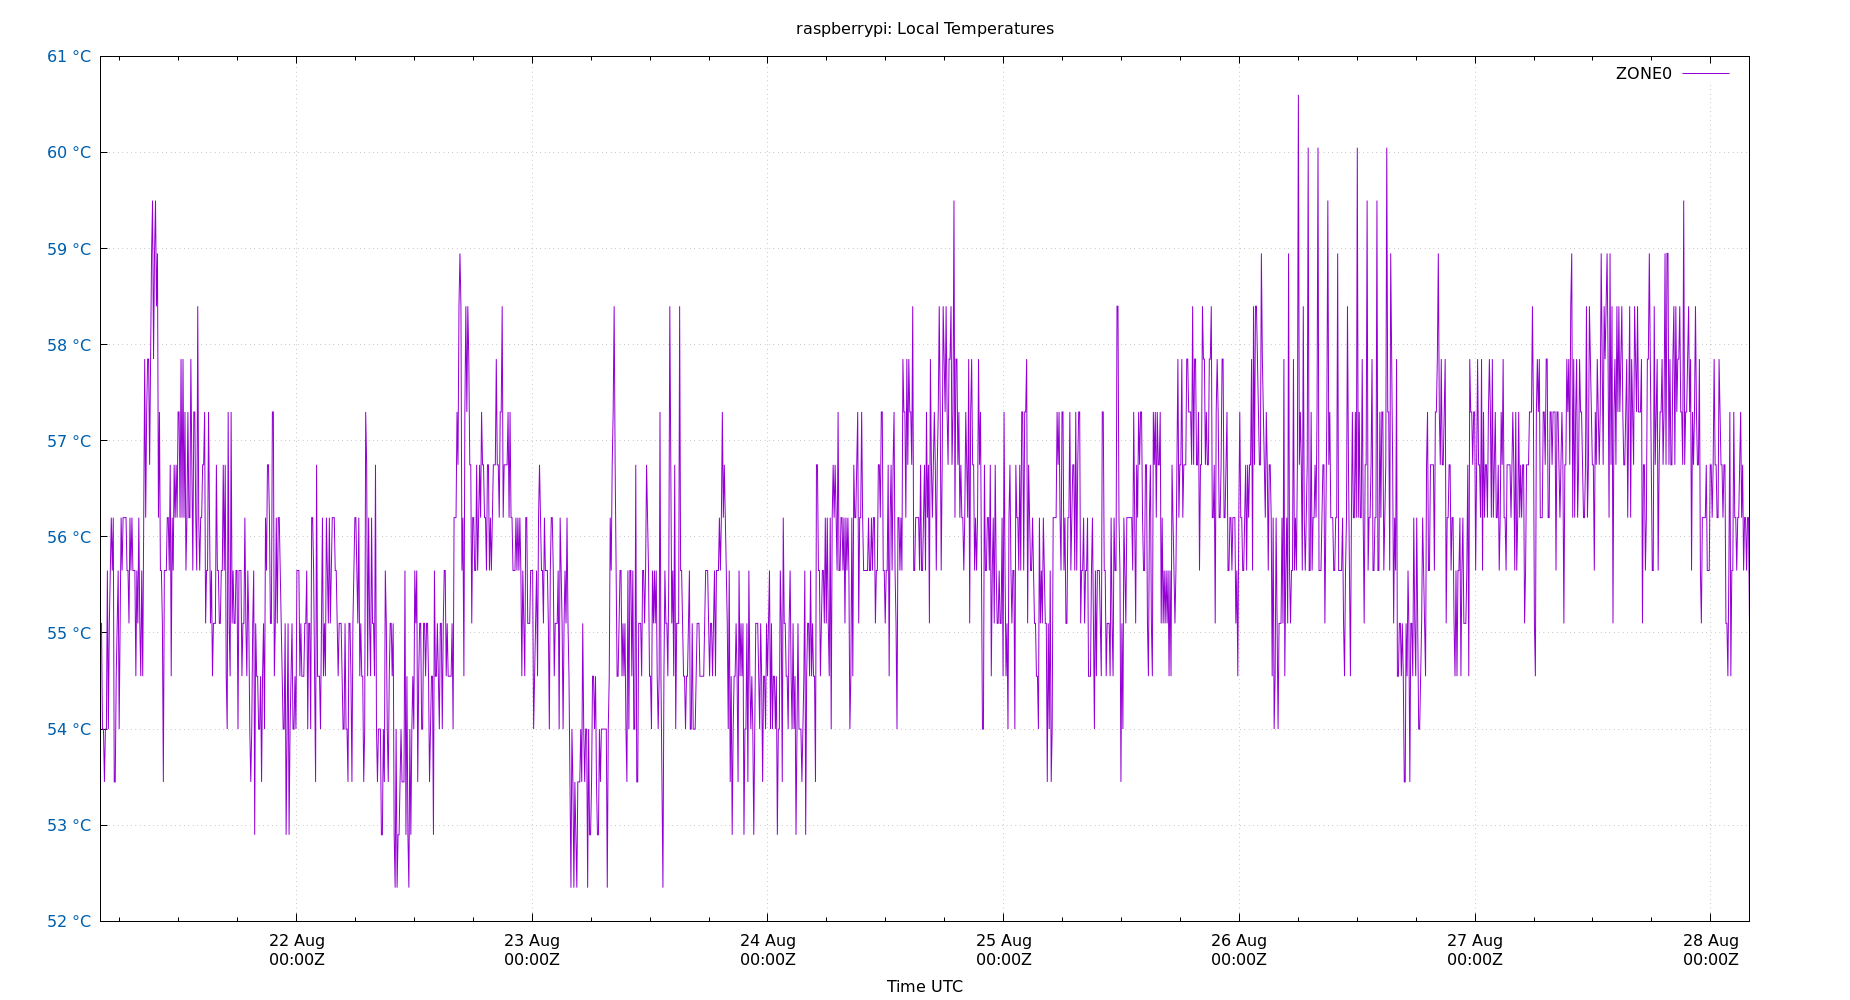 raspberrypi: Local Temperatures
61 °C
ZONE0
60 °C
59 °C
58 °C
57 °C
56 °C
55 °C
54 °C
53 °C
52 °C
22 Aug 23 Aug 24 Aug 25 Aug 26 Aug 27 Aug 28 Aug
00:00Z 00:00Z 00:00Z 00:00Z 00:00Z 00:00Z 00:00Z
Time UTC